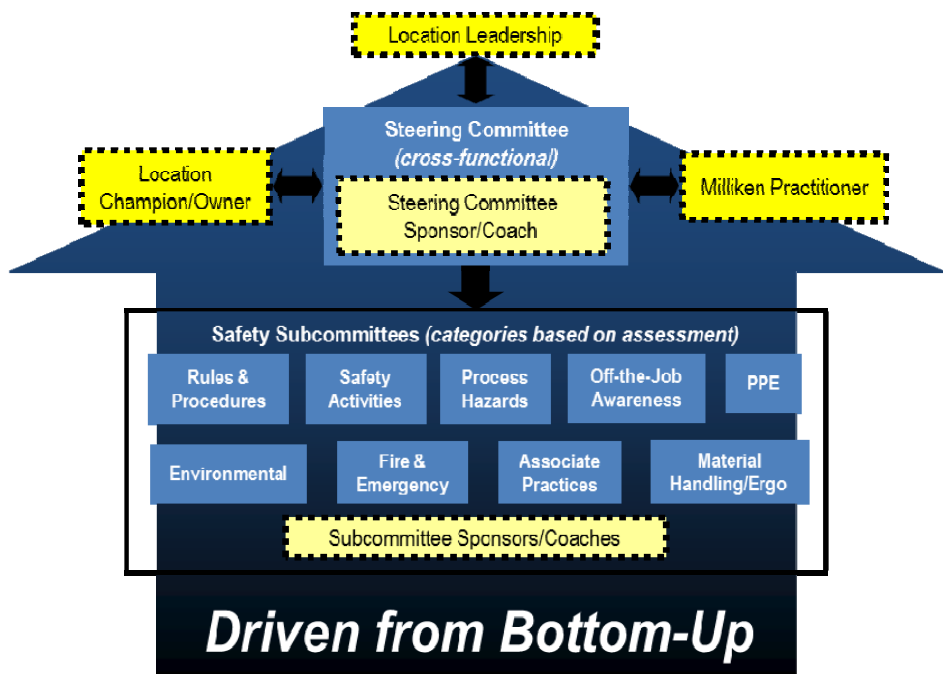 Location Leadership
Steering Committee
(cross-functional)
Location
Champion/Owner
Steering Committee
Sponsor/Coach
Milliken Practitioner
Safety Subcommittees (categories based on assessment)
Rules &
Procedures
Safety
Activities
Process
Hazards
Off-the-Job
Awareness
PPE
Environmental
Fire &
Emergency
Associate
Practices
Material
Handling/Ergo
Subcommittee Sponsors/Coaches
Driven from Bottom-Up